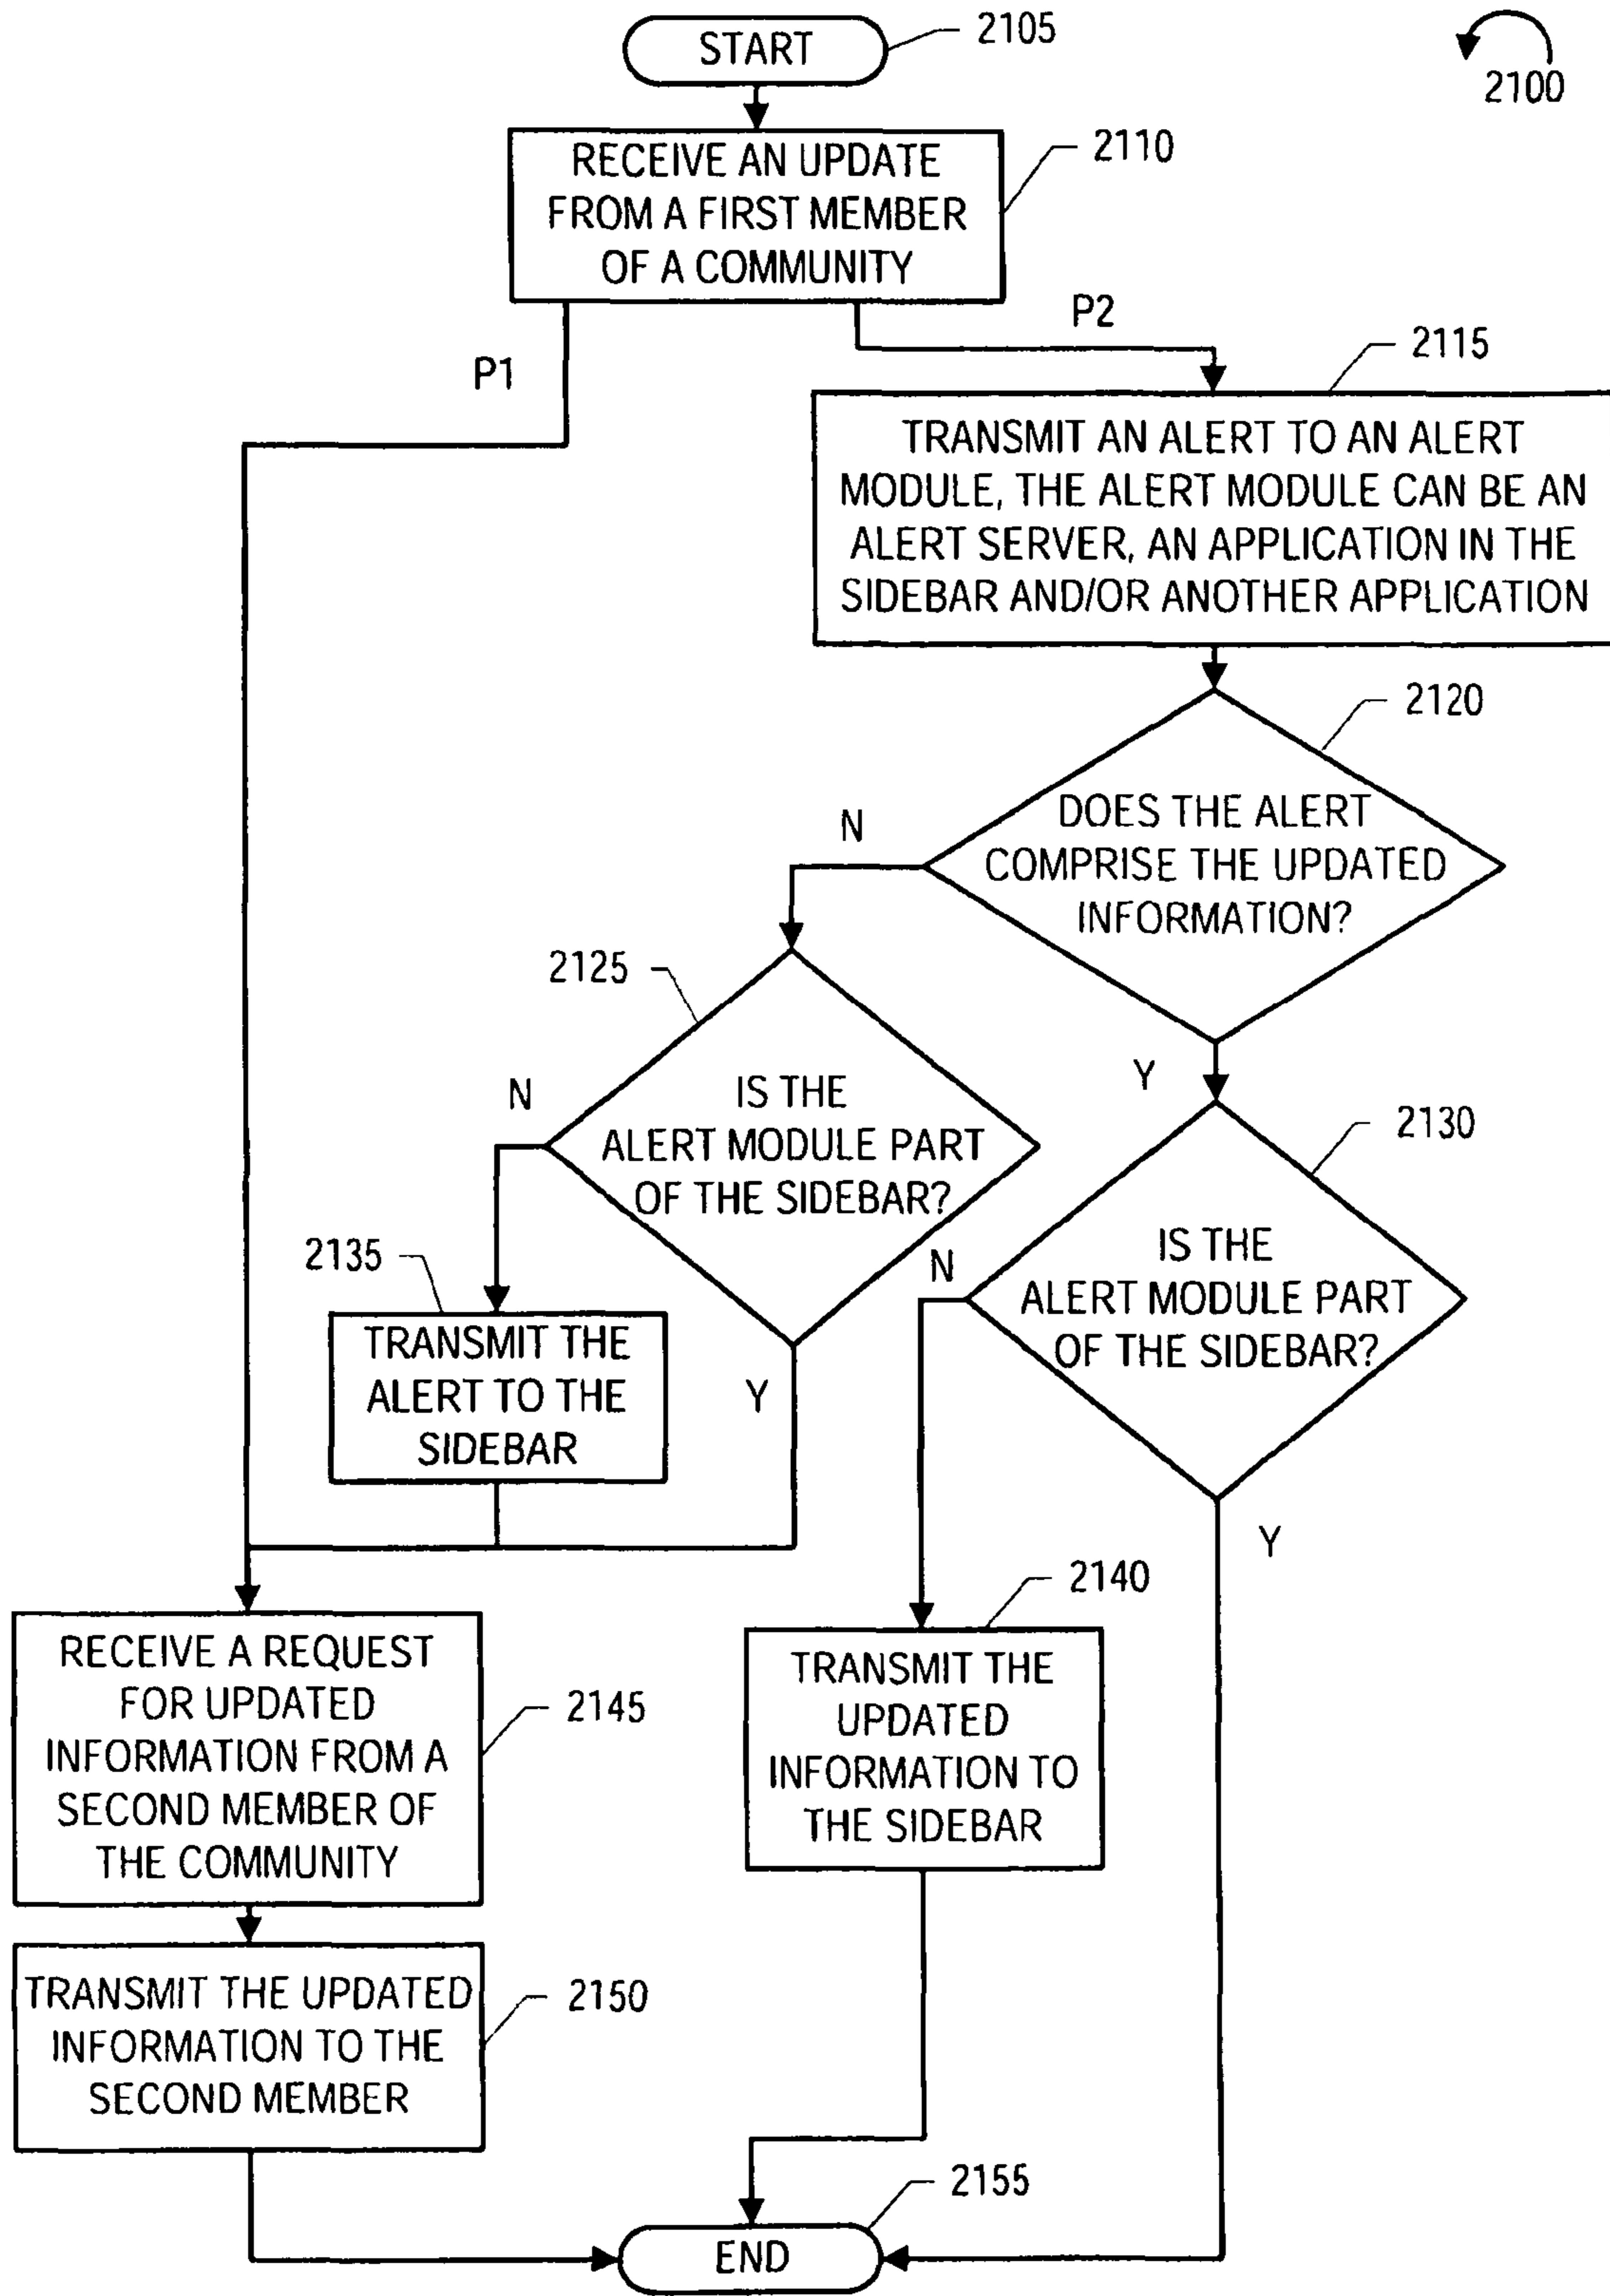 START
2105
2100
RECEIVE AN UPDATE
FROM A FIRST MEMBER
OF A COMMUNITY
2110
P1
P2
2115
TRANSMIT AN ALERT TO AN ALERT
MODULE, THE ALERT MODULE CAN BE AN
ALERT SERVER, AN APPLICATION IN THE
SIDEBAR AND/OR ANOTHER APPLICATION
2120
DOES THE ALERT
COMPRISE THE UPDATED
INFORMATION?
N
Y
2125
IS THE
ALERT MODULE PART
OF THE SIDEBAR?
N
Y
2130
IS THE
ALERT MODULE PART
OF THE SIDEBAR?
N
Y
2135
TRANSMIT THE
ALERT TO THE
SIDEBAR
2140
TRANSMIT THE
UPDATED
INFORMATION TO
THE SIDEBAR
RECEIVE A REQUEST
FOR UPDATED
INFORMATION FROM A
SECOND MEMBER OF
THE COMMUNITY
2145
TRANSMIT THE UPDATED
INFORMATION TO THE
SECOND MEMBER
2150
2155
END